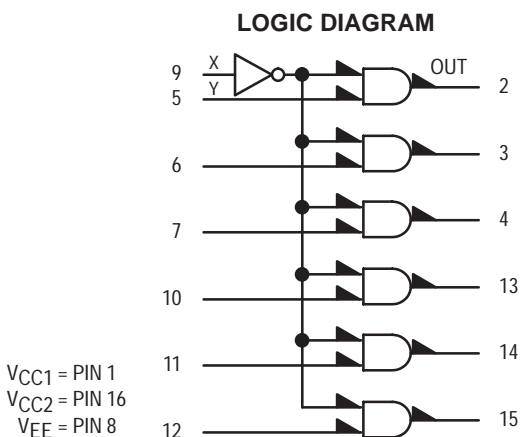 LOGIC DIAGRAM
9 X OUT 2
5 Y
6 3
7 4
10 13
11 14
12 15
VCC1 = PIN 1
VCC2 = PIN 16
VEE = PIN 8